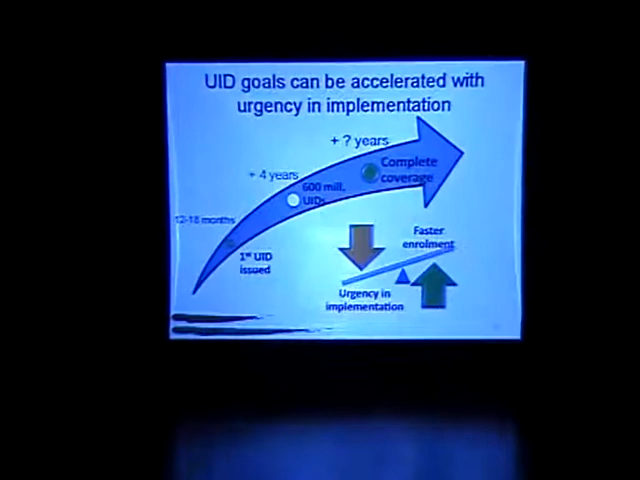 UID goals can be accelerated with
urgency in implementation
+ ? years
Complete
coverage
+ 4 years
600 mill.
UIDs
12-18 months
1st UID
issued
Faster
enrolment
Urgency in
implementation